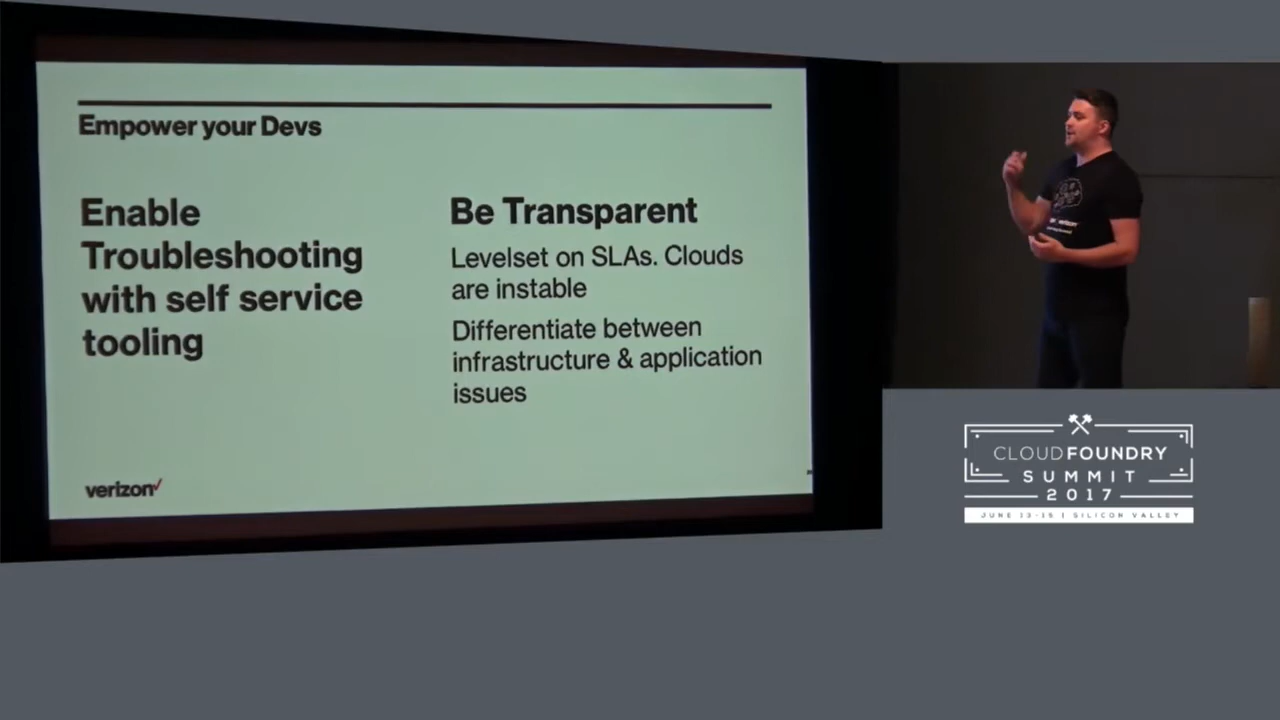 Empower your Devs
Enable
Troubleshooting
with self service
tooling
Be Transparent
Levelset on SLAs. Clouds
are instable
Differentiate between
infrastructure & application
issues
verizon
verizon
CLOUD FOUNDRY
SUMMIT
2017
JUNE 13-15 | SILICON VALLEY